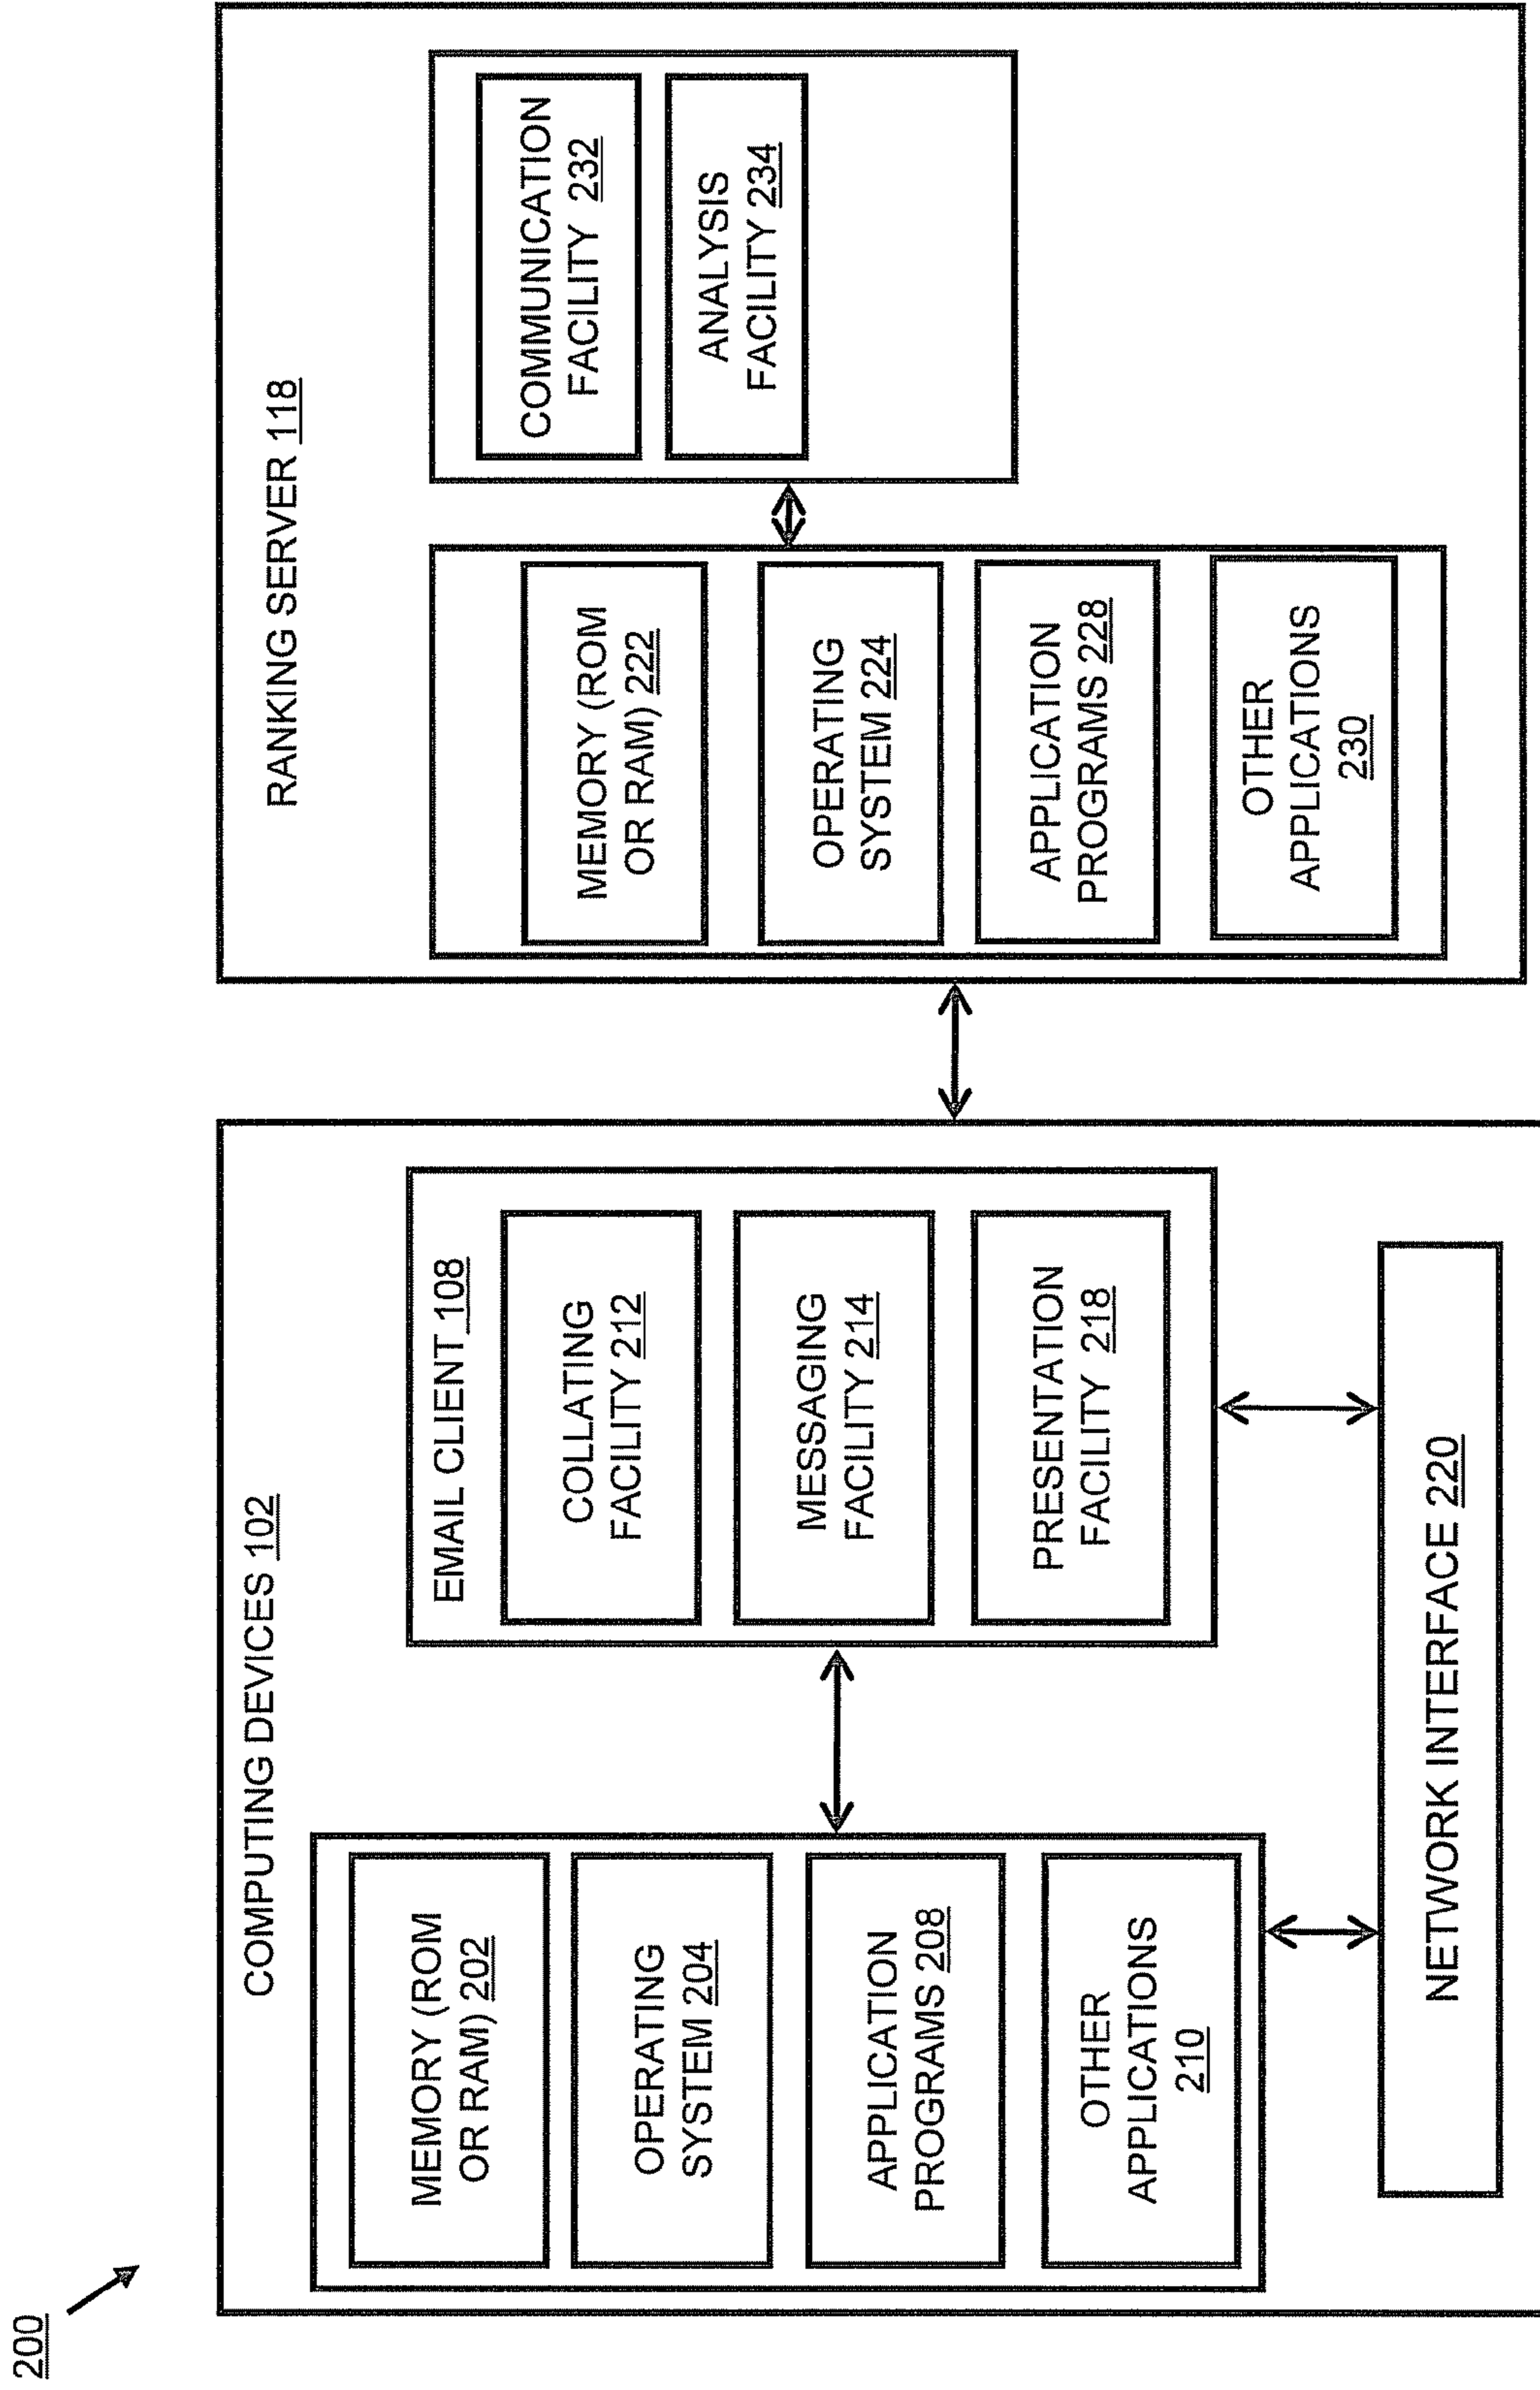 200
COMPUTING DEVICES 102
MEMORY (ROM
OR RAM) 202
OPERATING
SYSTEM 204
APPLICATION
PROGRAMS 208
OTHER
APPLICATIONS
210
EMAIL CLIENT 108
COLLATING
FACILITY 212
MESSAGING
FACILITY 214
PRESENTATION
FACILITY 218
NETWORK INTERFACE 220
RANKING SERVER 118
MEMORY (ROM
OR RAM) 222
OPERATING
SYSTEM 224
APPLICATION
PROGRAMS 228
OTHER
APPLICATIONS
230
COMMUNICATION
FACILITY 232
ANALYSIS
FACILITY 234